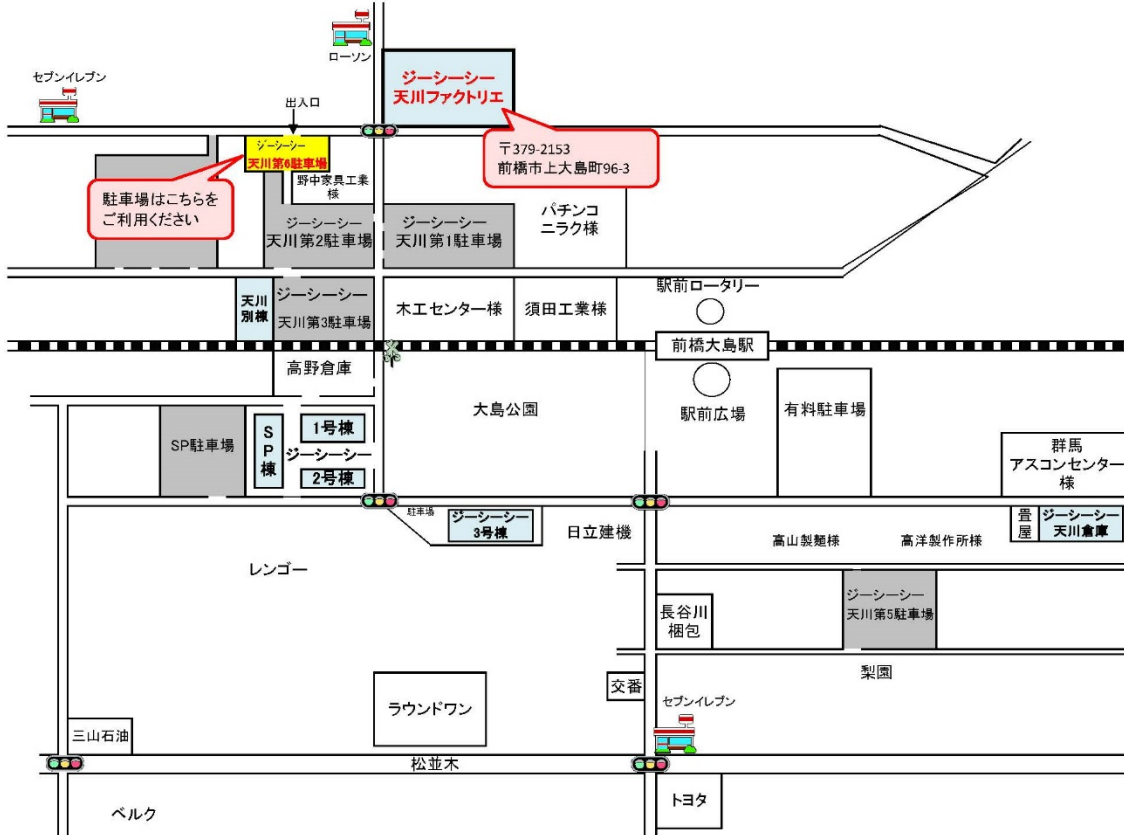 ローソン
セブンイレブン
ジーシーシー
天川ファクトリエ
出入口
ジーシーシー
天川第6駐車場
〒379-2153
前橋市上大島町96-3
野中家具工業
様
駐車場はこちらを
ご利用ください
ジーシーシー
天川第2駐車場
ジーシーシー
天川第1駐車場
パチンコ
ニラク様
天川
別棟
ジーシーシー
天川第3駐車場
木工センター様
須田工業様
駅前ロータリー
前橋大島駅
高野倉庫
大島公園
駅前広場
有料駐車場
SP駐車場
SP棟
1号棟
ジーシーシー
2号棟
群馬
アスコンセンター
様
駐車場
ジーシーシー
3号棟
日立建機
高山製麺様
高洋製作所様
畳屋
ジーシーシー
天川倉庫
レンゴー
長谷川
梱包
ジーシーシー
天川第5駐車場
梨園
交番
ラウンドワン
セブンイレブン
三山石油
松並木
ベルク
トヨタ